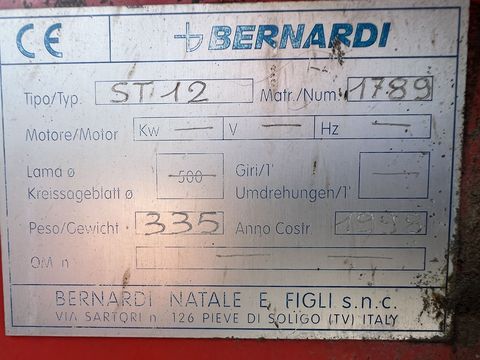 CE BERNARDI
Tipo/Typ. ST 12 Matr./Num. 1789
Motore/Motor Kw — V — Hz —
Lama ø 500 Giri/1'
Kreissageblatt ø Umdrehungen/1' —
Peso/Gewicht 335 Anno Costr.
OM n — —
BERNARDI NATALE E FIGLI s.n.c.
VIA SARTORI n. 126 PIEVE DI SOLIGO (TV) ITALY